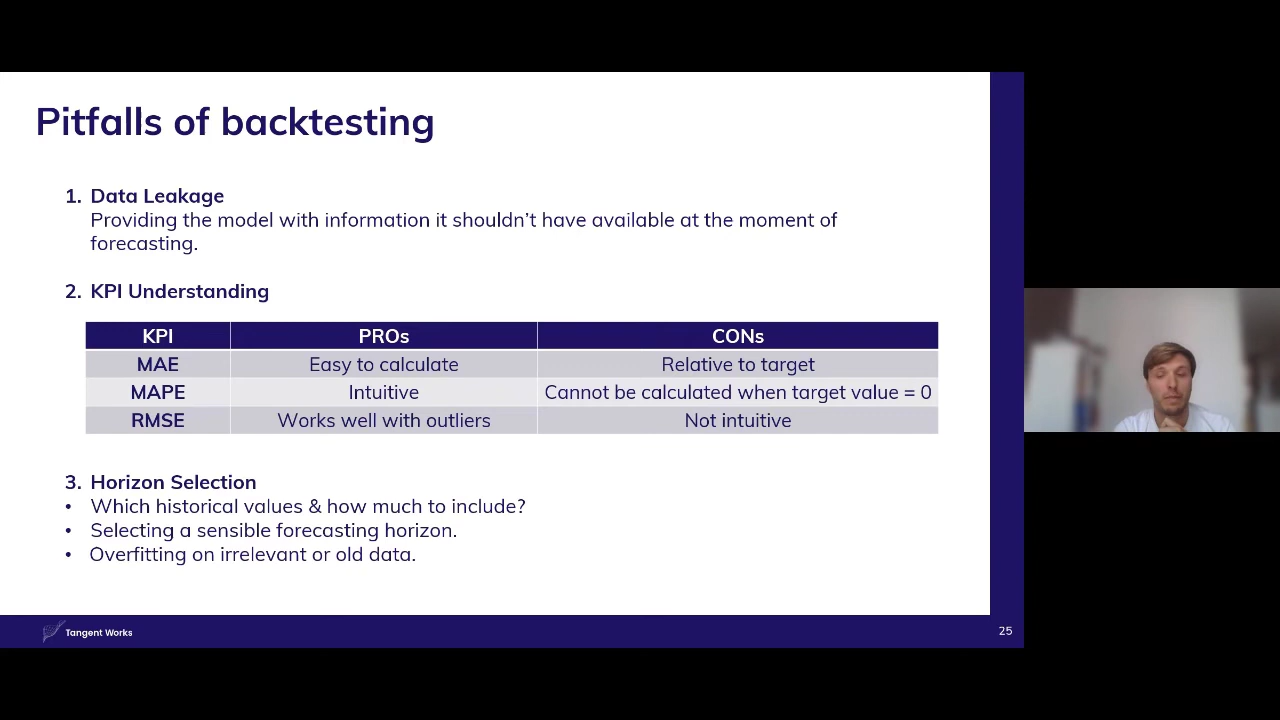 Pitfalls of backtesting
1. Data Leakage
Providing the model with information it shouldn’t have available at the moment of
forecasting.
2. KPI Understanding
KPI PROs CONs
MAE Easy to calculate Relative to target
MAPE Intuitive Cannot be calculated when target value = 0
RMSE Works well with outliers Not intuitive
3. Horizon Selection
• Which historical values & how much to include?
• Selecting a sensible forecasting horizon.
• Overfitting on irrelevant or old data.
Tangent Works
25